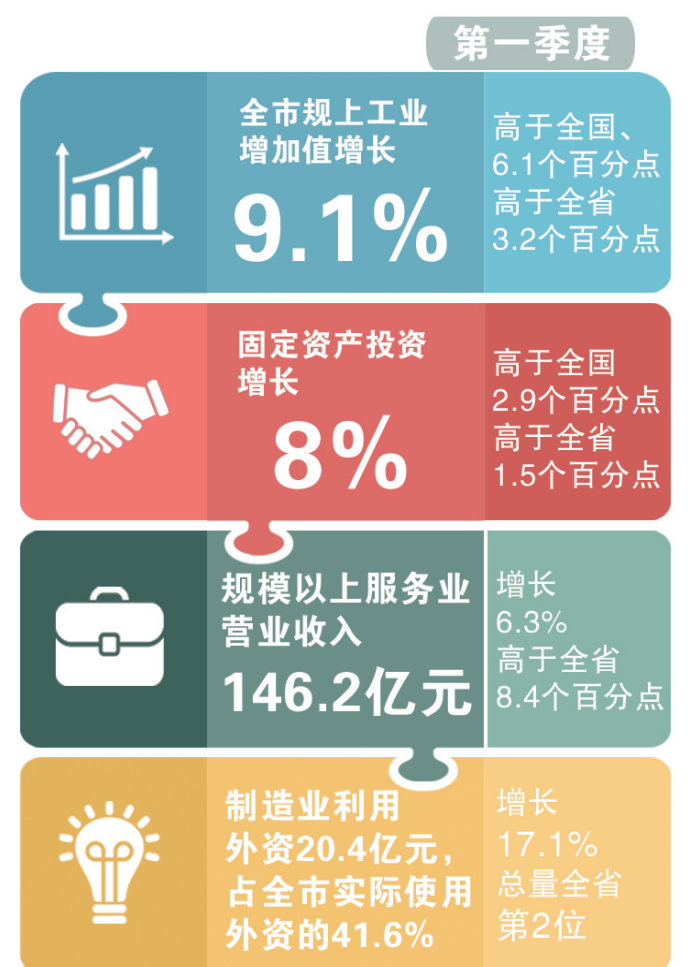 第一季度
全市规上工业
增加值增长
9.1%
高于全国、
6.1个百分点
高于全省
3.2个百分点
固定资产投资
增长
8%
高于全国
2.9个百分点
高于全省
1.5个百分点
规模以上服务业
营业收入
146.2亿元
增长
6.3%
高于全省
8.4个百分点
制造业利用
外资20.4亿元，
占全市实际使用
外资的41.6%
增长
17.1%
总量全省
第2位